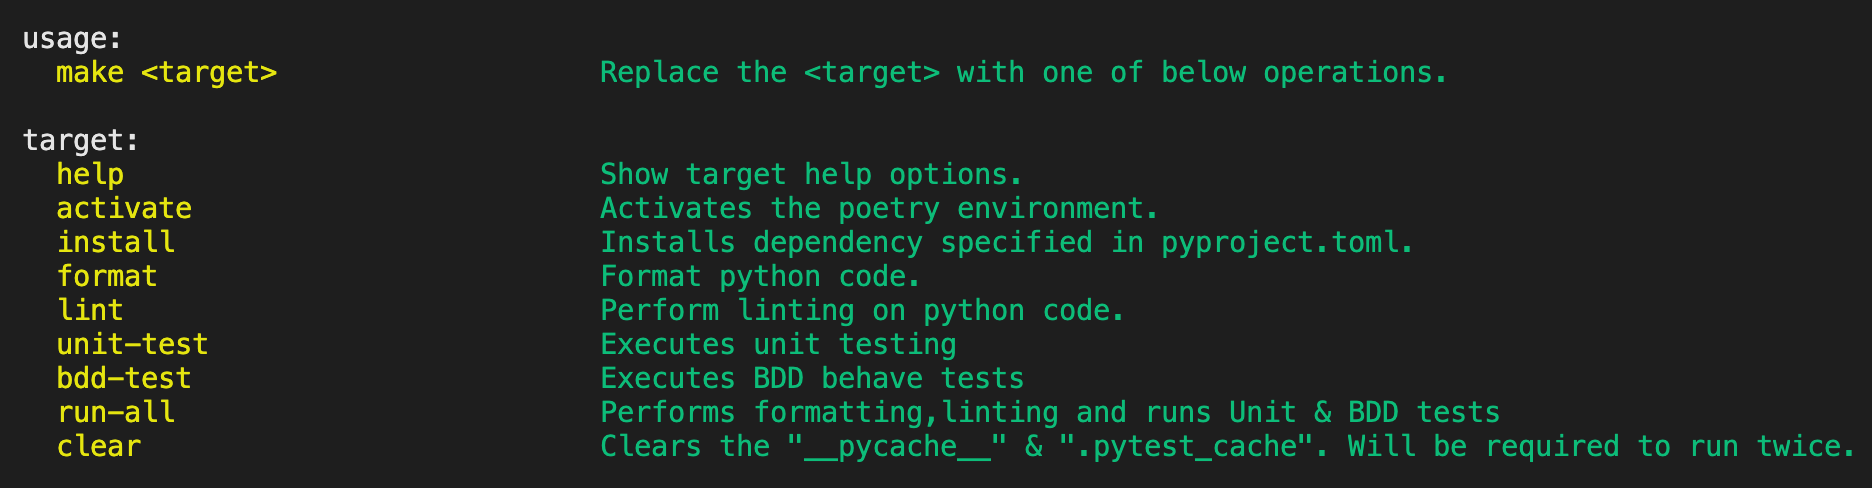 usage:
make <target> Replace the <target> with one of below operations.
target:
help Show target help options.
activate Activates the poetry environment.
install Installs dependency specified in pyproject.toml.
format Format python code.
lint Perform linting on python code.
unit-test Executes unit testing
bdd-test Executes BDD behave tests
run-all Performs formatting,linting and runs Unit & BDD tests
clear Clears the "__pycache__" & ".pytest_cache". Will be required to run twice.